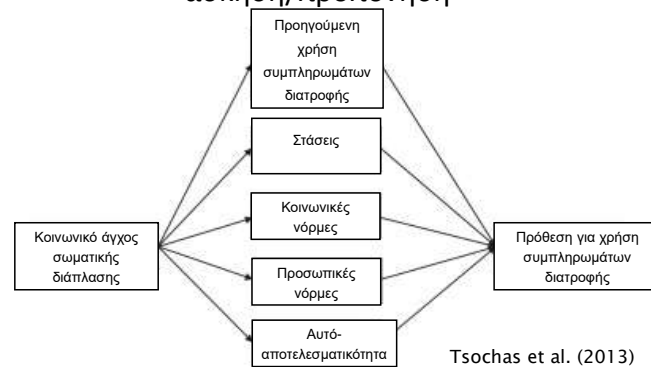 άσκηση/προπόνηση
Προηγούμενη
χρήση
συμπληρωμάτων
διατροφής
Στάσεις
Κοινωνικές
νόρμες
Κοινωνικό άγχος
σωματικής
διάπλασης
Πρόθεση για χρήση
συμπληρωμάτων
διατροφής
Προσωπικές
νόρμες
Αυτό-
αποτελεσματικότητα
Tsochas et al. (2013)